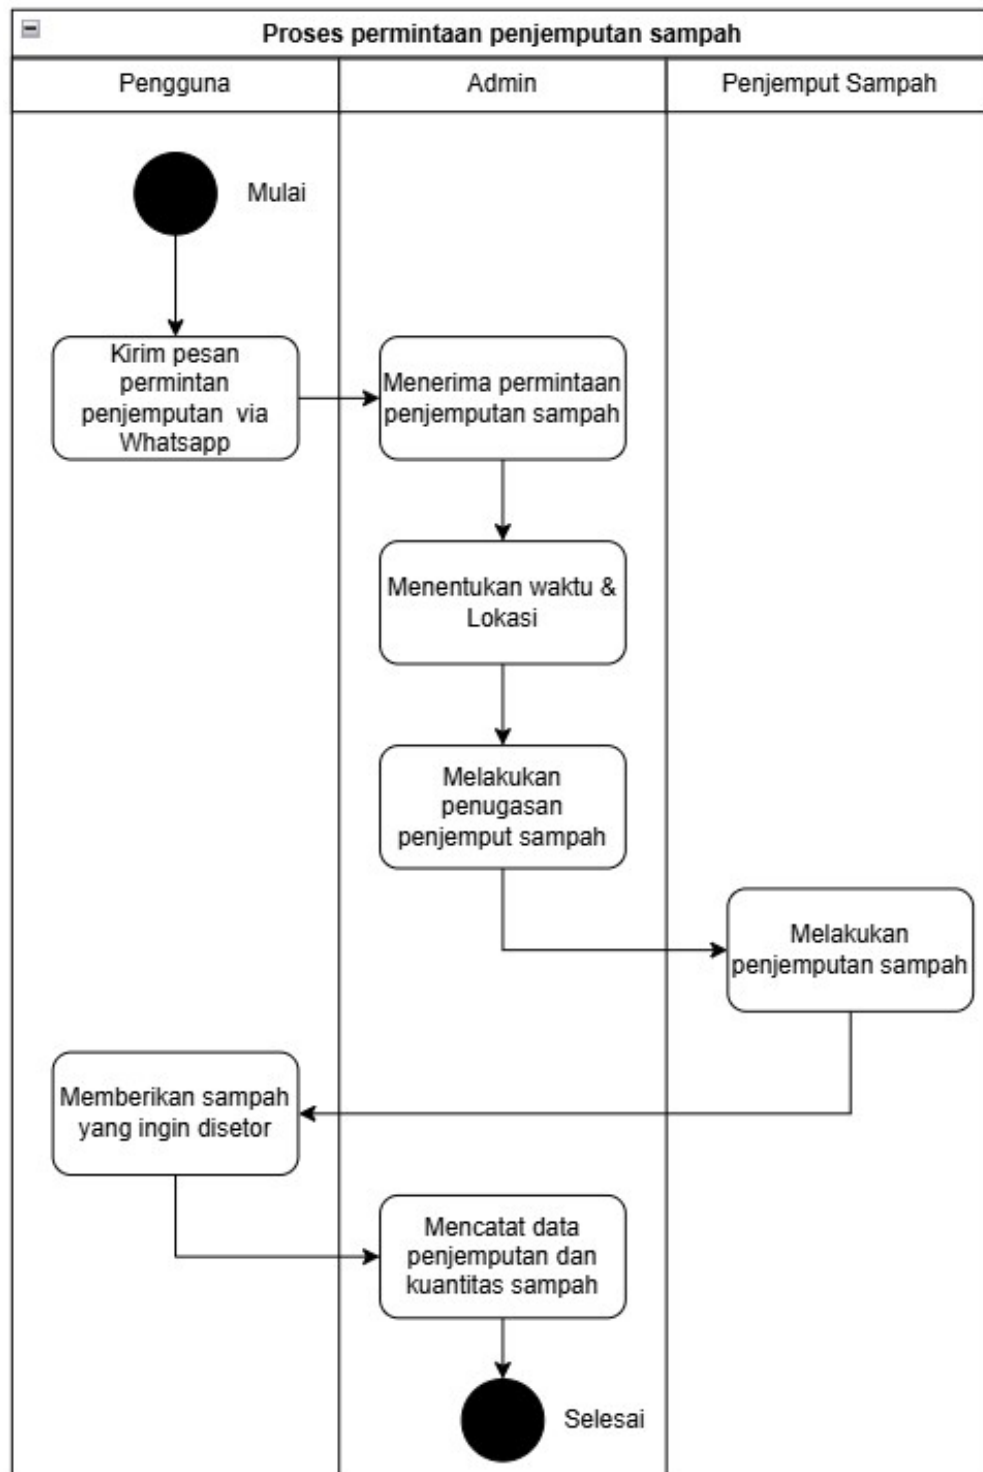 Proses permintaan penjemputan sampah
Pengguna
Admin
Penjemput Sampah
Mulai
Kirim pesan
permintan
penjemputan via
Whatsapp
Menerima permintaan
penjemputan sampah
Menentukan waktu &
Lokasi
Melakukan
penugasan
penjemput sampah
Melakukan
penjemputan sampah
Memberikan sampah
yang ingin disetor
Mencatat data
penjemputan dan
kuantitas sampah
Selesai